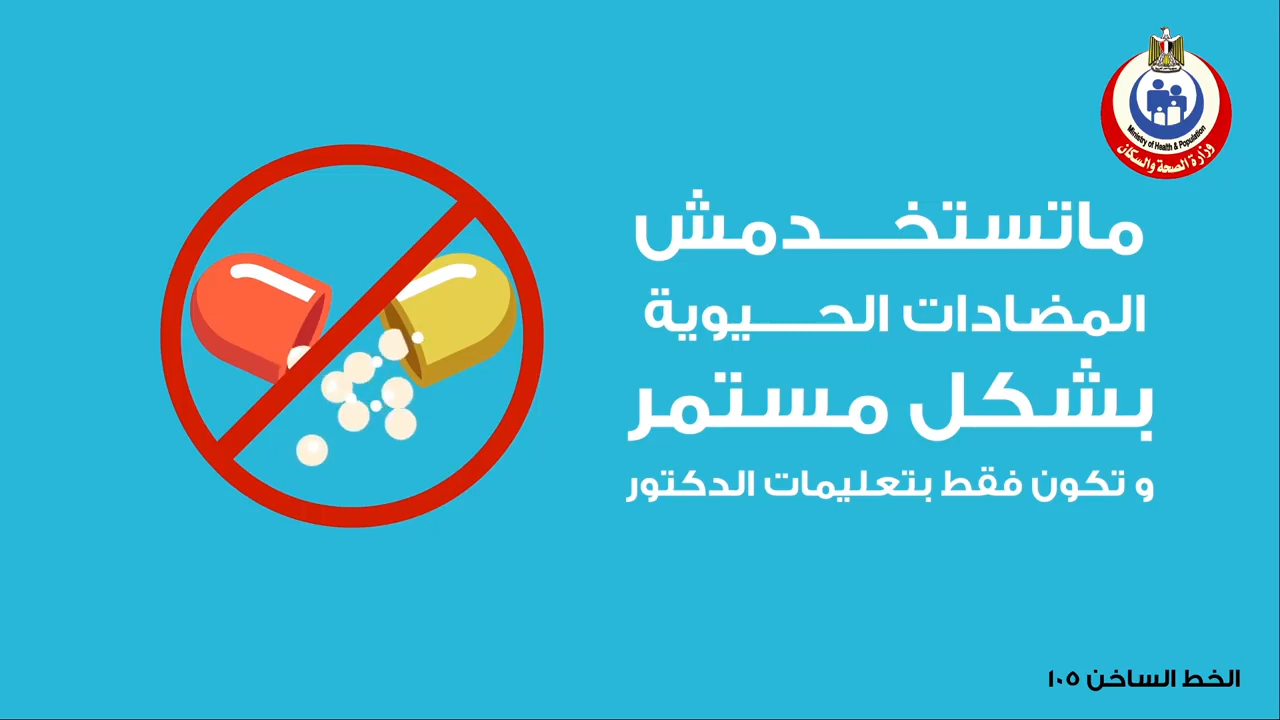 Ministry of Health & Population
وزارة الصحة والسكان
ماتستخدمش
المضادات الحيوية
بشكل مستمر
و تكون فقط بتعليمات الدكتور
الخط الساخن ١٠٥